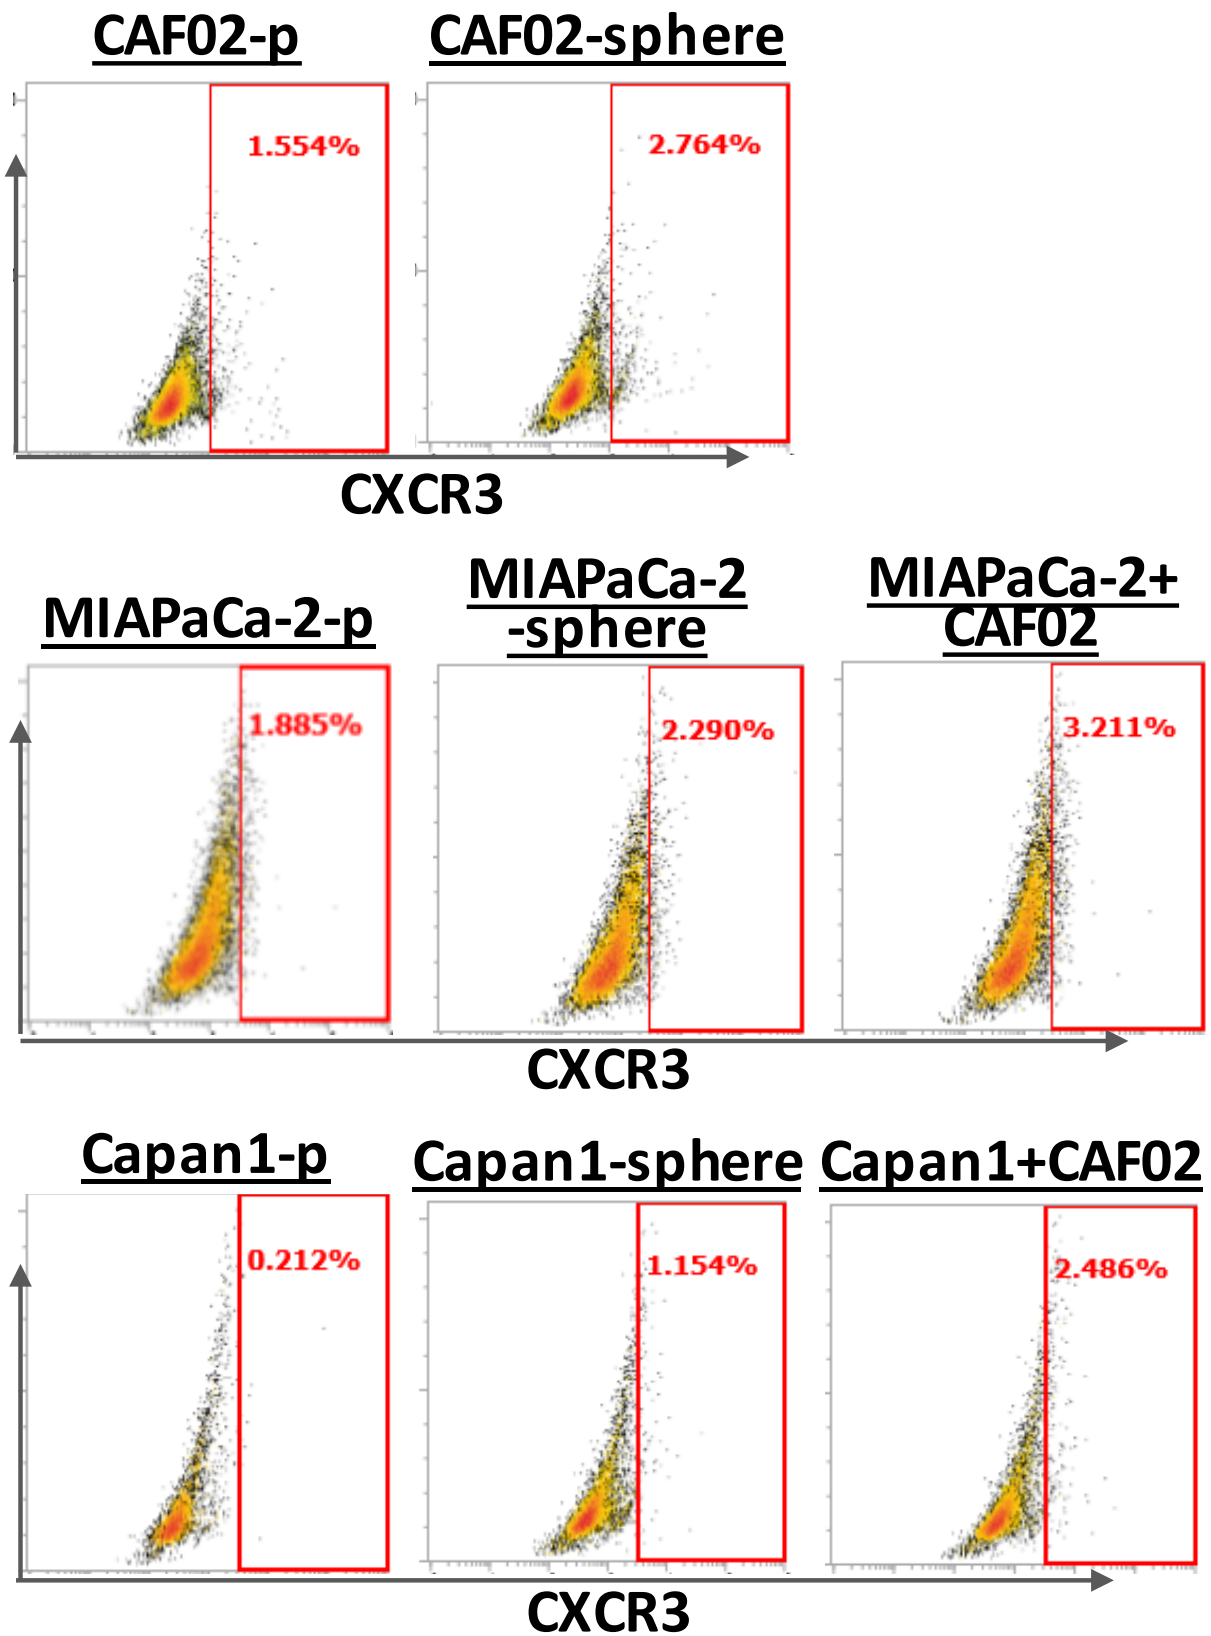 CAF02-p
CAF02-sphere
1.554%
2.764%
CXCR3
MIAPaCa-2-p
MIAPaCa-2
-sphere
MIAPaCa-2+
CAF02
1.885%
2.290%
3.211%
CXCR3
Capan1-p
Capan1-sphere
Capan1+CAF02
0.212%
1.154%
2.486%
CXCR3